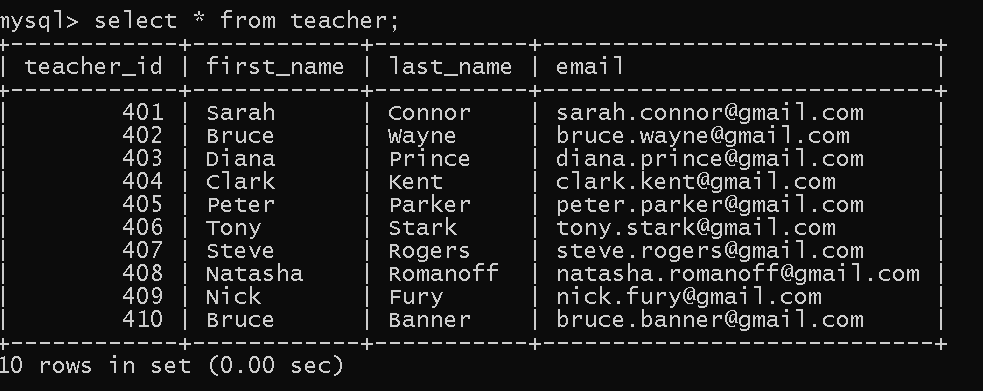 mysql> select * from teacher;
+------------+------------+-----------+----------------------------+
| teacher_id | first_name | last_name | email                      |
+------------+------------+-----------+----------------------------+
|        401 | Sarah      | Connor    | sarah.connor@gmail.com     |
|        402 | Bruce      | Wayne     | bruce.wayne@gmail.com      |
|        403 | Diana      | Prince    | diana.prince@gmail.com     |
|        404 | Clark      | Kent      | clark.kent@gmail.com       |
|        405 | Peter      | Parker    | peter.parker@gmail.com     |
|        406 | Tony       | Stark     | tony.stark@gmail.com       |
|        407 | Steve      | Rogers    | steve.rogers@gmail.com     |
|        408 | Natasha    | Romanoff  | natasha.romanoff@gmail.com |
|        409 | Nick       | Fury      | nick.fury@gmail.com        |
|        410 | Bruce      | Banner    | bruce.banner@gmail.com     |
+------------+------------+-----------+----------------------------+
10 rows in set (0.00 sec)